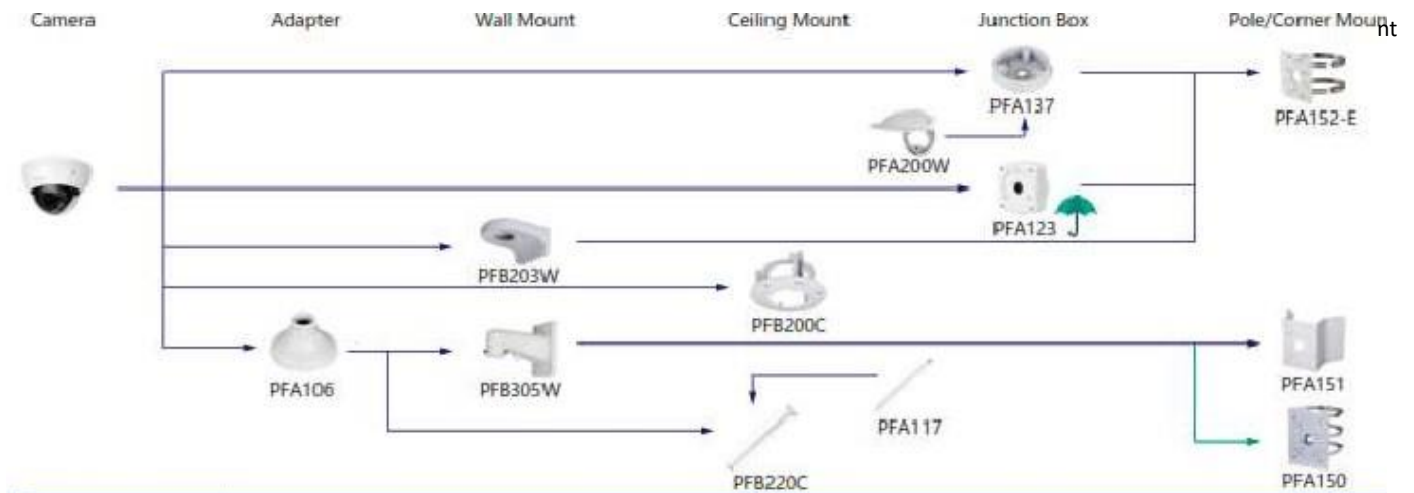 Camera Adapter Wall Mount Ceiling Mount Junction Box Pole/Corner Mount
nt
PFA137
PFA152-E
PFA200W
PFA123
PFB203W
PFB200C
PFA106
PFB305W
PFA151
PFA117
PFB220C
PFA150